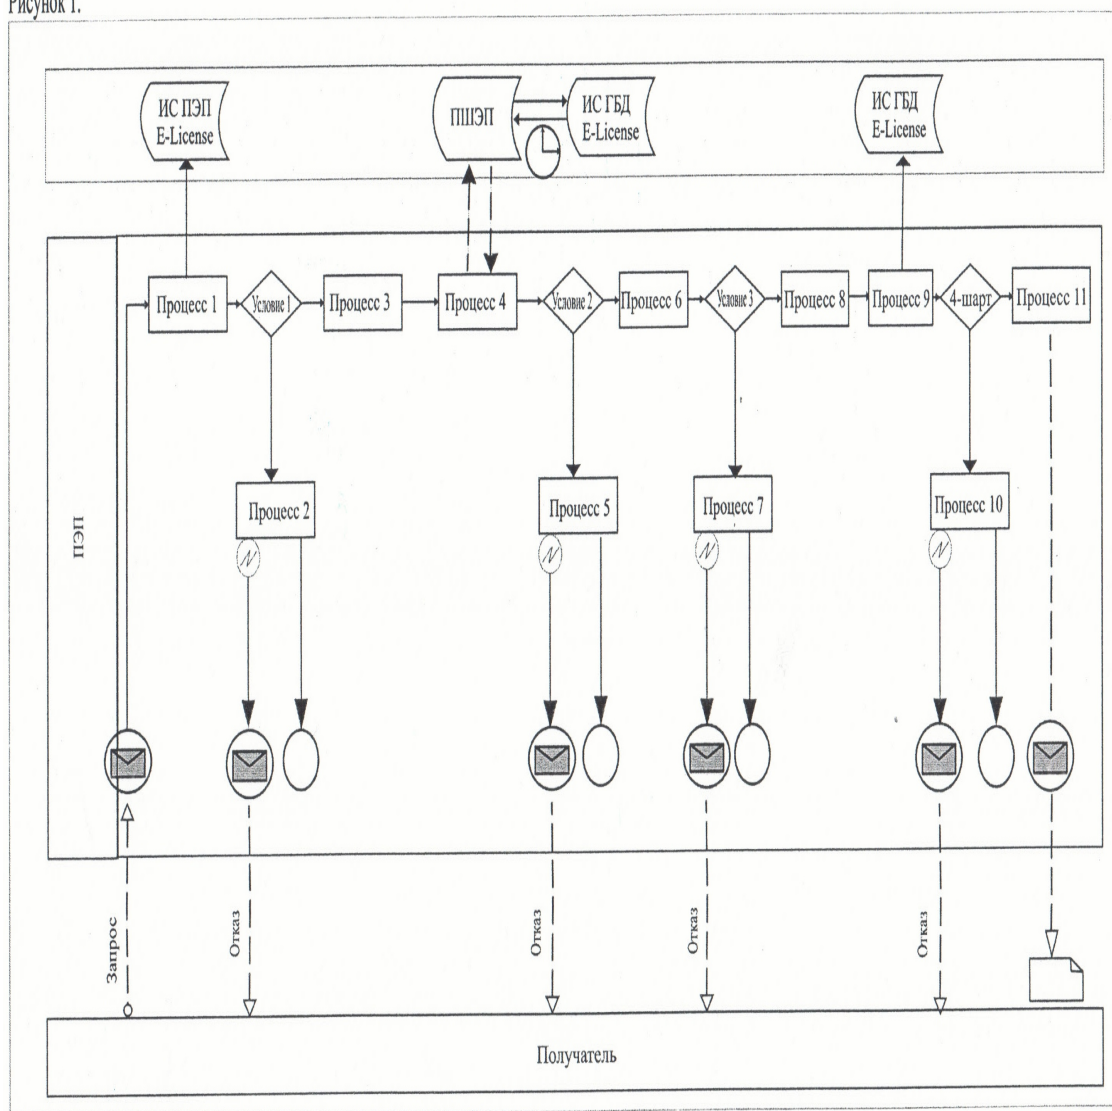 Рисунок 1.
ИС ПЭП
E-License
ПШЭП
ИС ГБД
E-License
ИС ГБД
E-License
Процесс 1
Условие 1
Процесс 3
Процесс 4
Условие 2
Процесс 6
Условие 3
Процесс 8
Процесс 9
4-шарт
Процесс 11
Процесс 2
Процесс 5
Процесс 7
Процесс 10
ПЭП
Запрос
Отказ
Отказ
Отказ
Отказ
Получатель